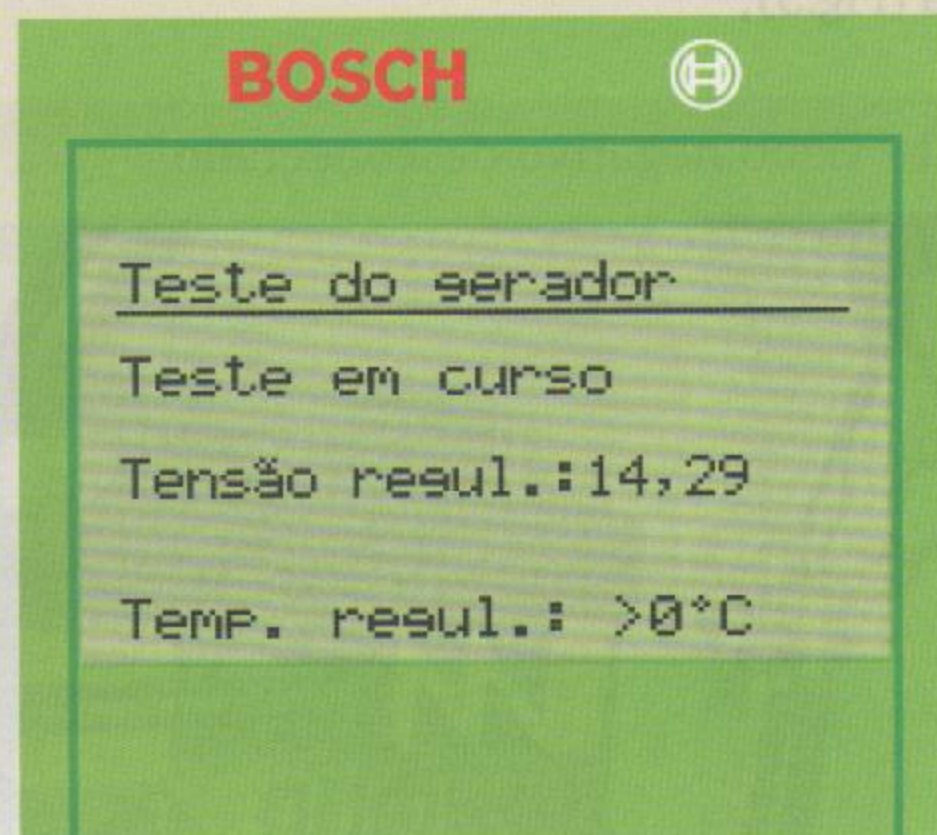 BOSCH
Teste do gerador
Teste em curso
Tensão regul.:14,29
Temp. regul.: >0°C